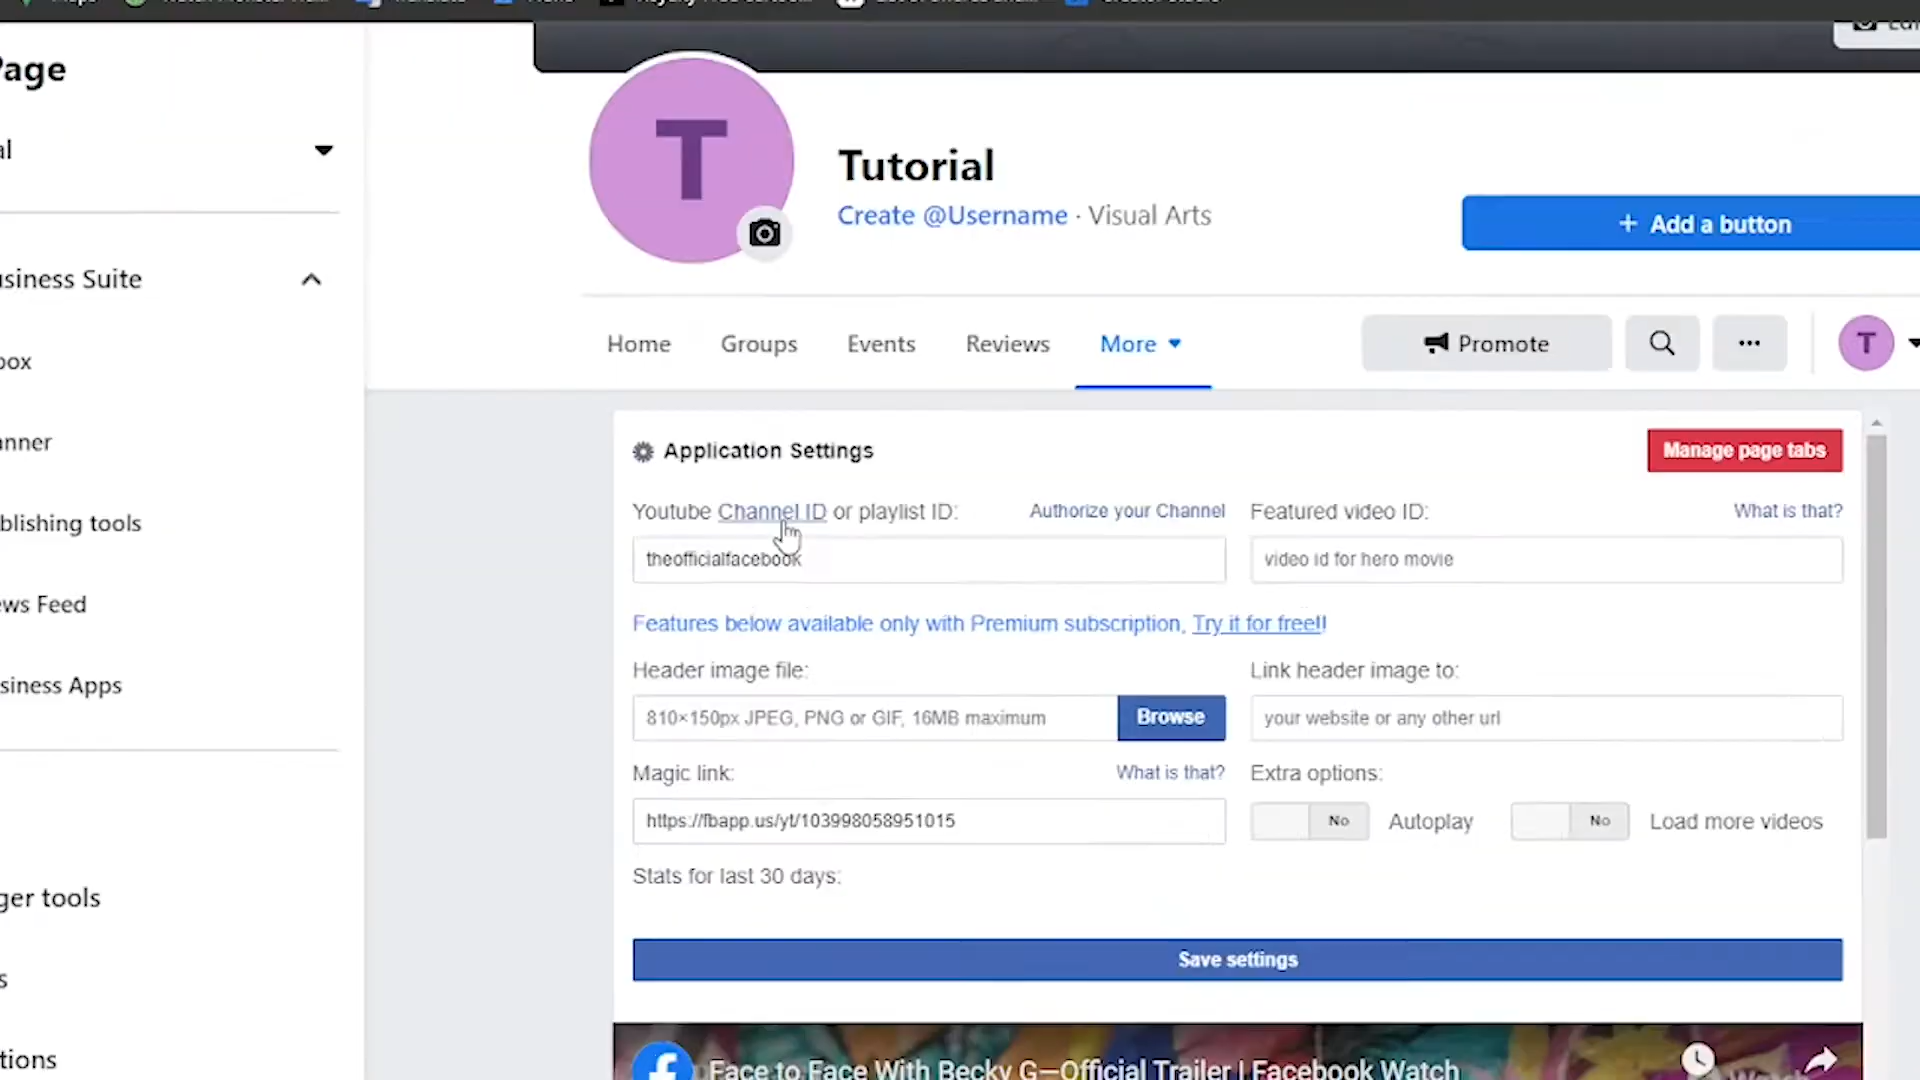 Page
al
siness Suite
box
anner
blishing tools
ews Feed
siness Apps
ger tools
s
tions
T
Tutorial
Create @Username · Visual Arts
+ Add a button
Home Groups Events Reviews More
Promote
T
Application Settings
Manage page tabs
Youtube Channel ID or playlist ID: Authorize your Channel
Featured video ID: What is that?
theofficialfacebook
video id for hero movie
Features below available only with Premium subscription, Try it for free!!
Header image file:
Link header image to:
810×150px JPEG, PNG or GIF, 16MB maximum Browse
your website or any other url
Magic link: What is that?
Extra options:
https://fbapp.us/yt/103998058951015
No Autoplay No Load more videos
Stats for last 30 days:
Save settings
Face to Face With Becky G—Official Trailer | Facebook Watch